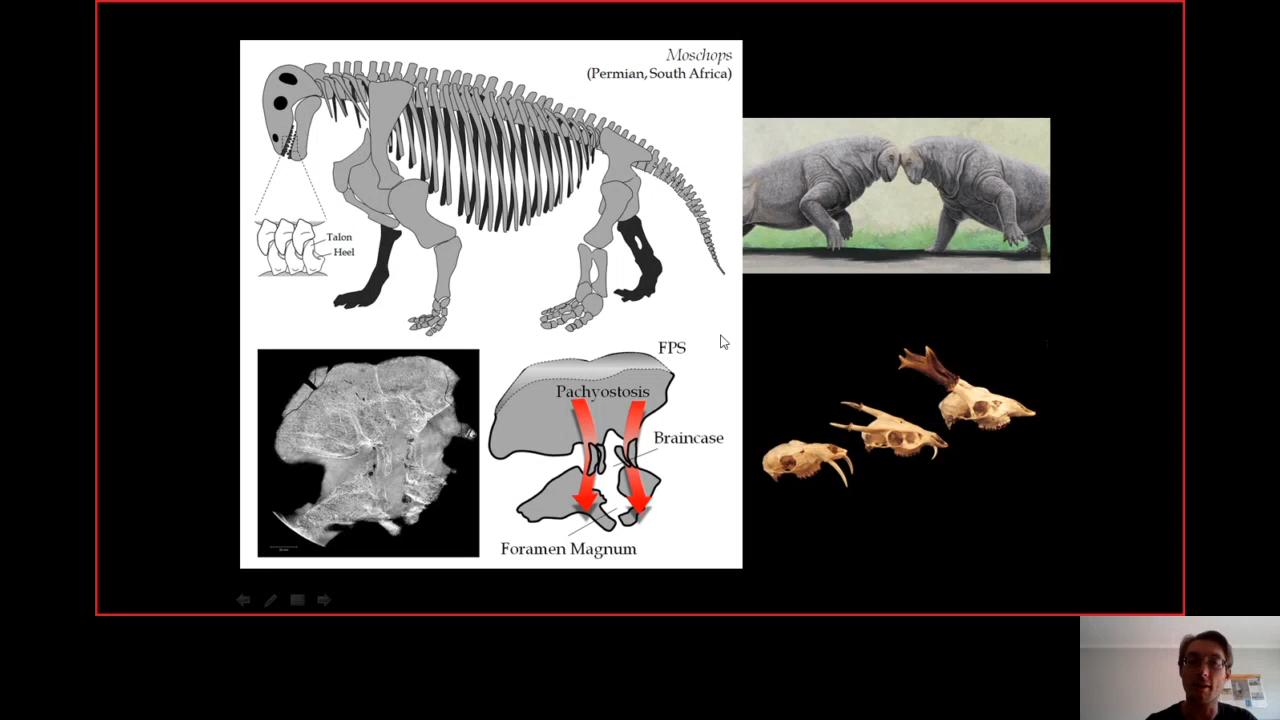 Moschops
(Permian, South Africa)
Talon
Heel
FPS
Pachyostosis
Braincase
Foramen Magnum